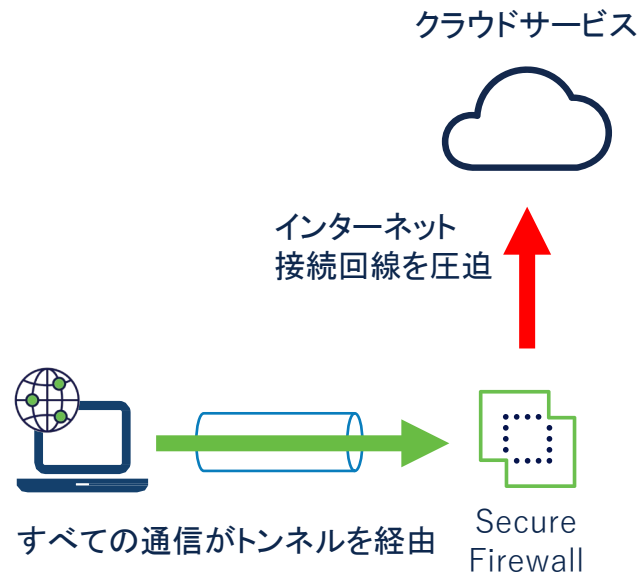 クラウドサービス
インターネット
接続回線を圧迫
すべての通信がトンネルを経由
Secure
Firewall